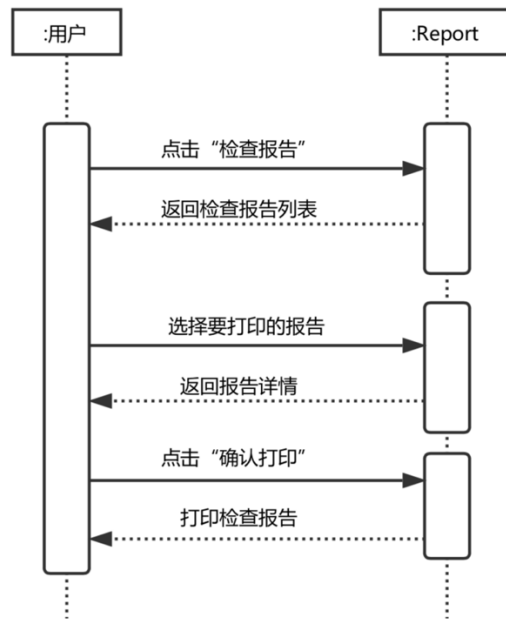 :用户
:Report
点击“检查报告”
返回检查报告列表
选择要打印的报告
返回报告详情
点击“确认打印”
打印检查报告